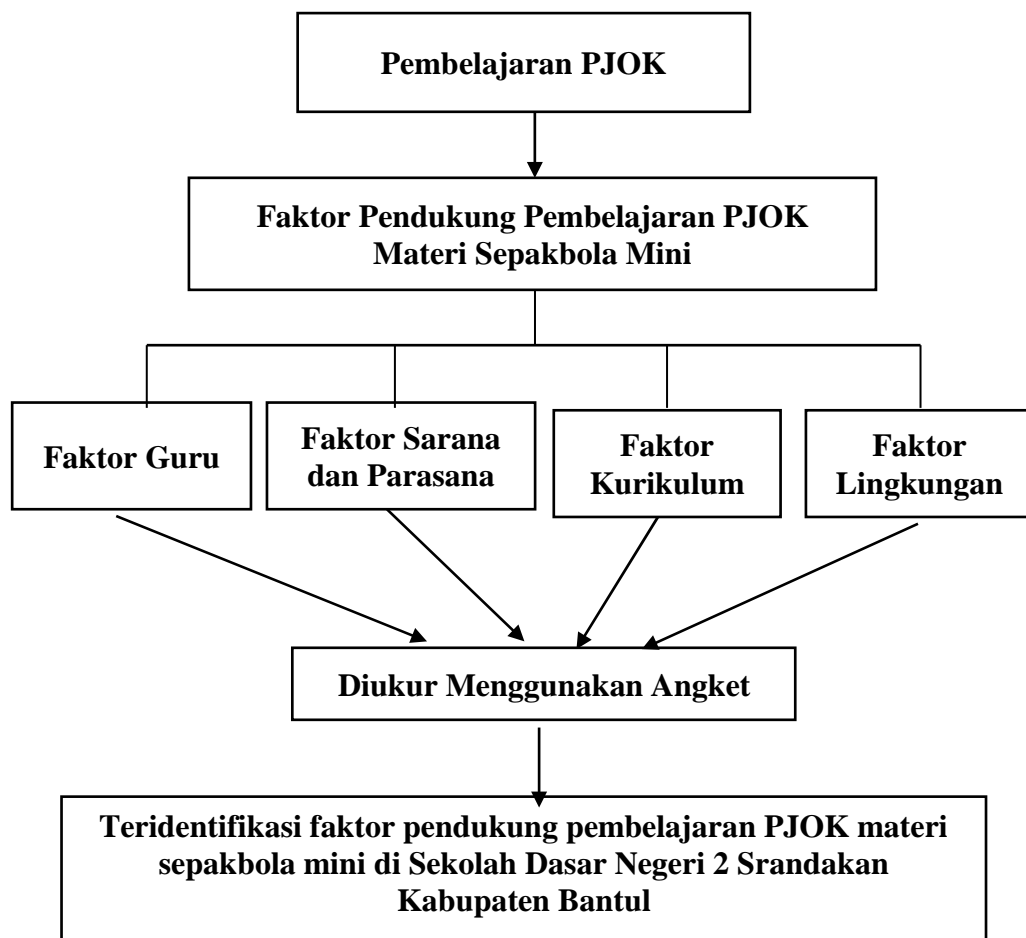 Pembelajaran PJOK
Faktor Pendukung Pembelajaran PJOK
Materi Sepakbola Mini
Faktor Guru
Faktor Sarana
dan Parasana
Faktor
Kurikulum
Faktor
Lingkungan
Diukur Menggunakan Angket
Teridentifikasi faktor pendukung pembelajaran PJOK materi
sepakbola mini di Sekolah Dasar Negeri 2 Srandakan
Kabupaten Bantul